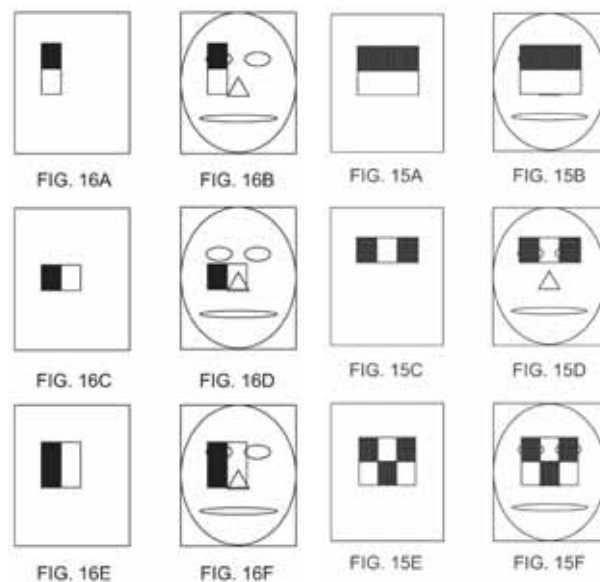 FIG. 16A
FIG. 16B
FIG. 15A
FIG. 15B
FIG. 16C
FIG. 16D
FIG. 15C
FIG. 15D
FIG. 16E
FIG. 16F
FIG. 15E
FIG. 15F